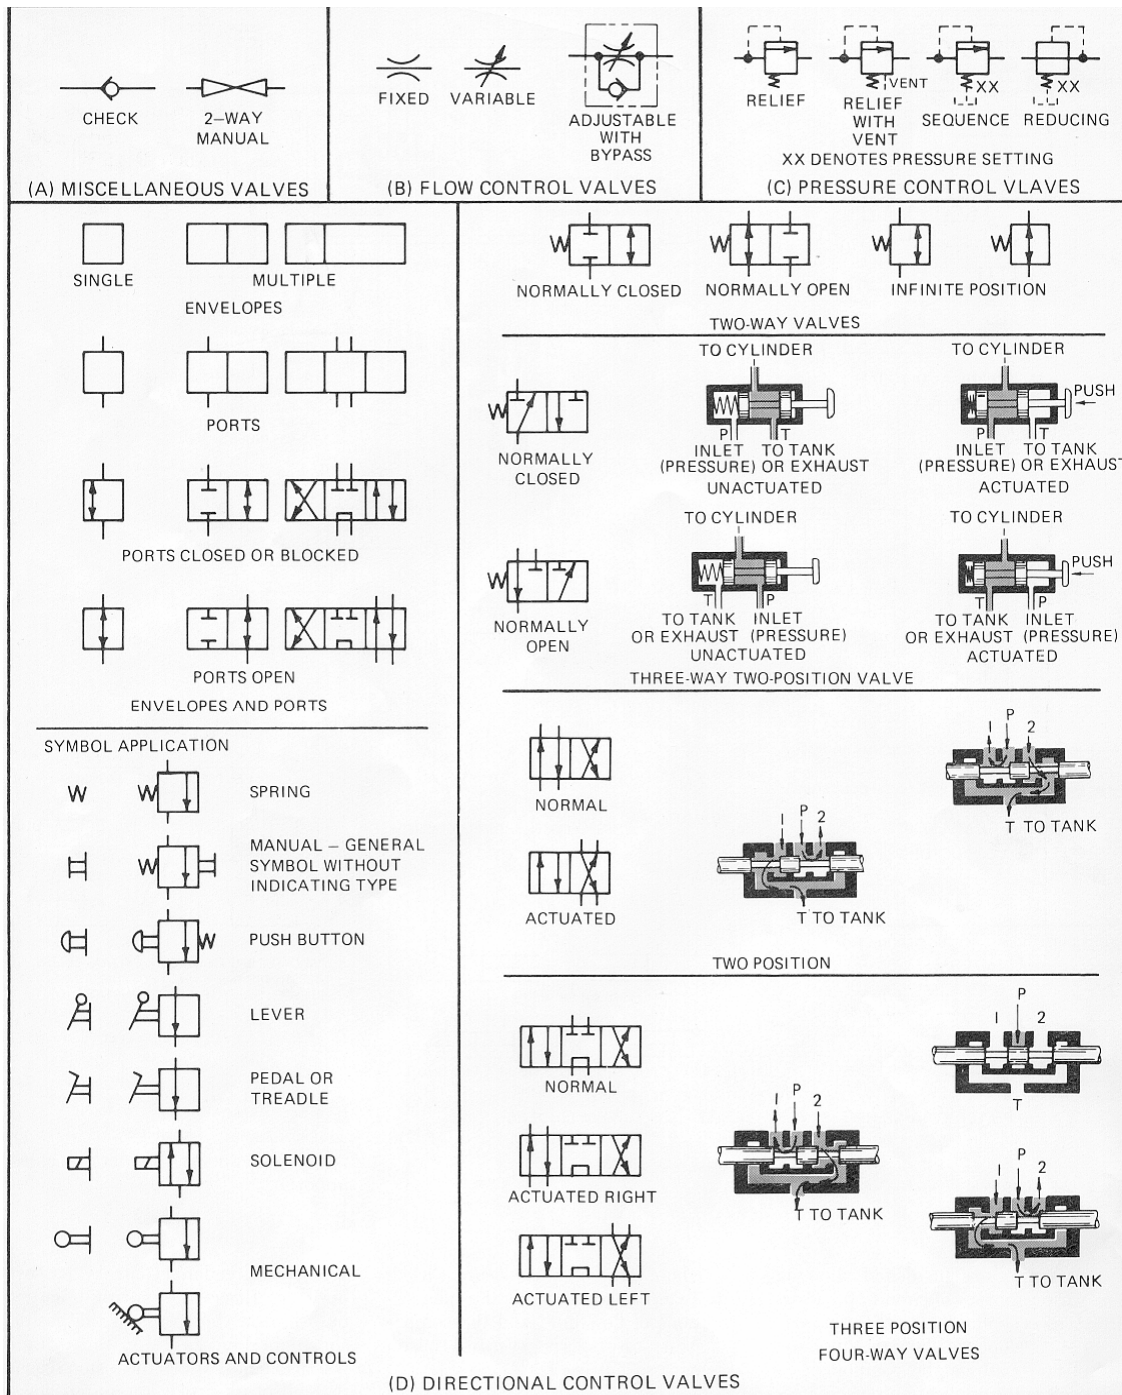 CHECK
2-WAY
MANUAL
(A) MISCELLANEOUS VALVES
FIXED
VARIABLE
ADJUSTABLE
WITH
BYPASS
(B) FLOW CONTROL VALVES
RELIEF
VENT
RELIEF
WITH
VENT
XX
SEQUENCE
XX
REDUCING
XX DENOTES PRESSURE SETTING
(C) PRESSURE CONTROL VLAVES
SINGLE
MULTIPLE
ENVELOPES
PORTS
PORTS CLOSED OR BLOCKED
PORTS OPEN
ENVELOPES AND PORTS
SYMBOL APPLICATION
SPRING
MANUAL – GENERAL
SYMBOL WITHOUT
INDICATING TYPE
PUSH BUTTON
LEVER
PEDAL OR
TREADLE
SOLENOID
MECHANICAL
ACTUATORS AND CONTROLS
NORMALLY CLOSED
NORMALLY OPEN
INFINITE POSITION
TWO-WAY VALVES
NORMALLY
CLOSED
TO CYLINDER
P
T
INLET
(PRESSURE)
TO TANK
OR EXHAUST
UNACTUATED
TO CYLINDER
PUSH
P
T
INLET
(PRESSURE)
TO TANK
OR EXHAUST
ACTUATED
NORMALLY
OPEN
TO CYLINDER
T
P
TO TANK
OR EXHAUST
INLET
(PRESSURE)
UNACTUATED
TO CYLINDER
PUSH
T
P
TO TANK
OR EXHAUST
INLET
(PRESSURE)
ACTUATED
THREE-WAY TWO-POSITION VALVE
NORMAL
1 P 2
T TO TANK
ACTUATED
1 P 2
T TO TANK
TWO POSITION
NORMAL
1 P 2
T
ACTUATED RIGHT
1 P 2
T TO TANK
ACTUATED LEFT
1 P 2
T TO TANK
THREE POSITION
FOUR-WAY VALVES
(D) DIRECTIONAL CONTROL VALVES